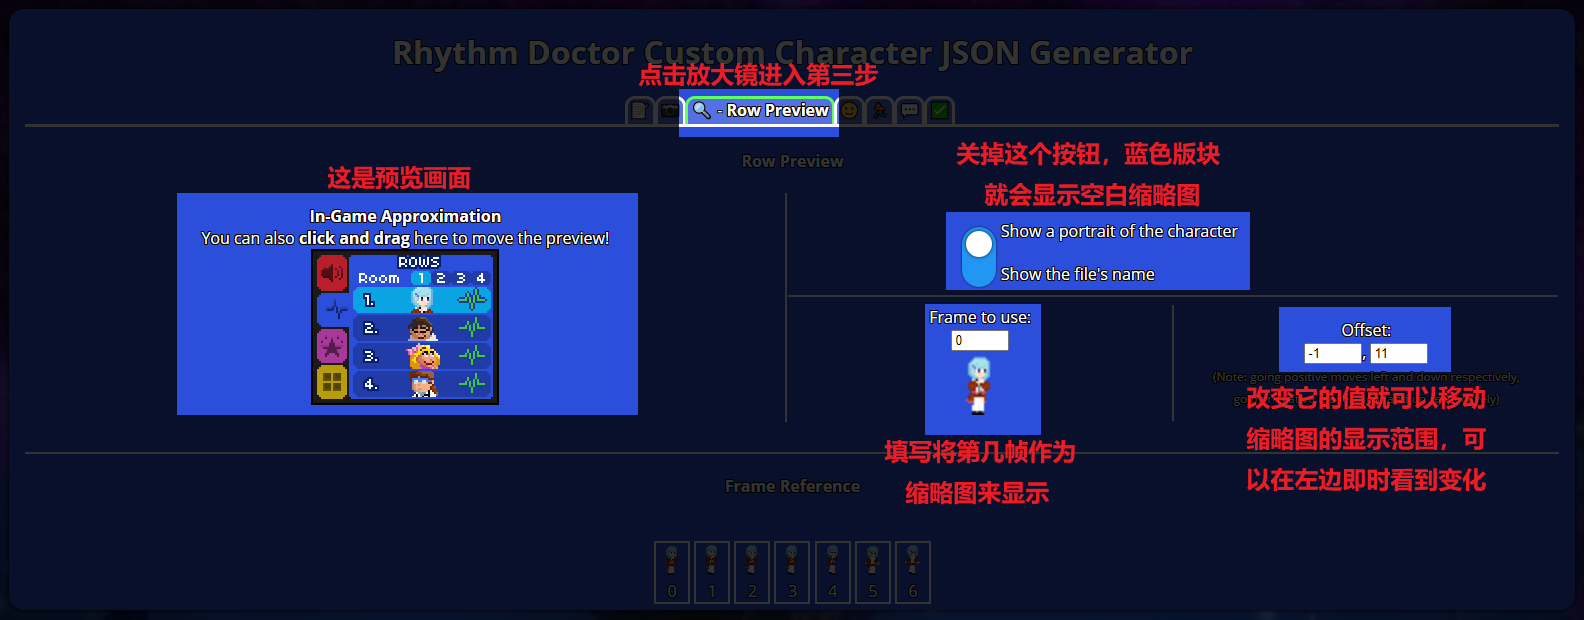 Rhythm Doctor Custom Character JSON Generator
点击放大镜进入第三步
- Row Preview
Row Preview
这是预览画面
In-Game Approximation
You can also click and drag here to move the preview!
ROWS
Room 1 2 3 4
1.
2.
3.
4.
关掉这个按钮，蓝色版块
就会显示空白缩略图
Show a portrait of the character
Show the file's name
Frame to use:
0
填写将第几帧作为
缩略图来显示
Offset:
-1 , 11
(Note: going positive moves left and down respectively,
改变它的值就可以移动
缩略图的显示范围，可
以在左边即时看到变化
Frame Reference
0 1 2 3 4 5 6